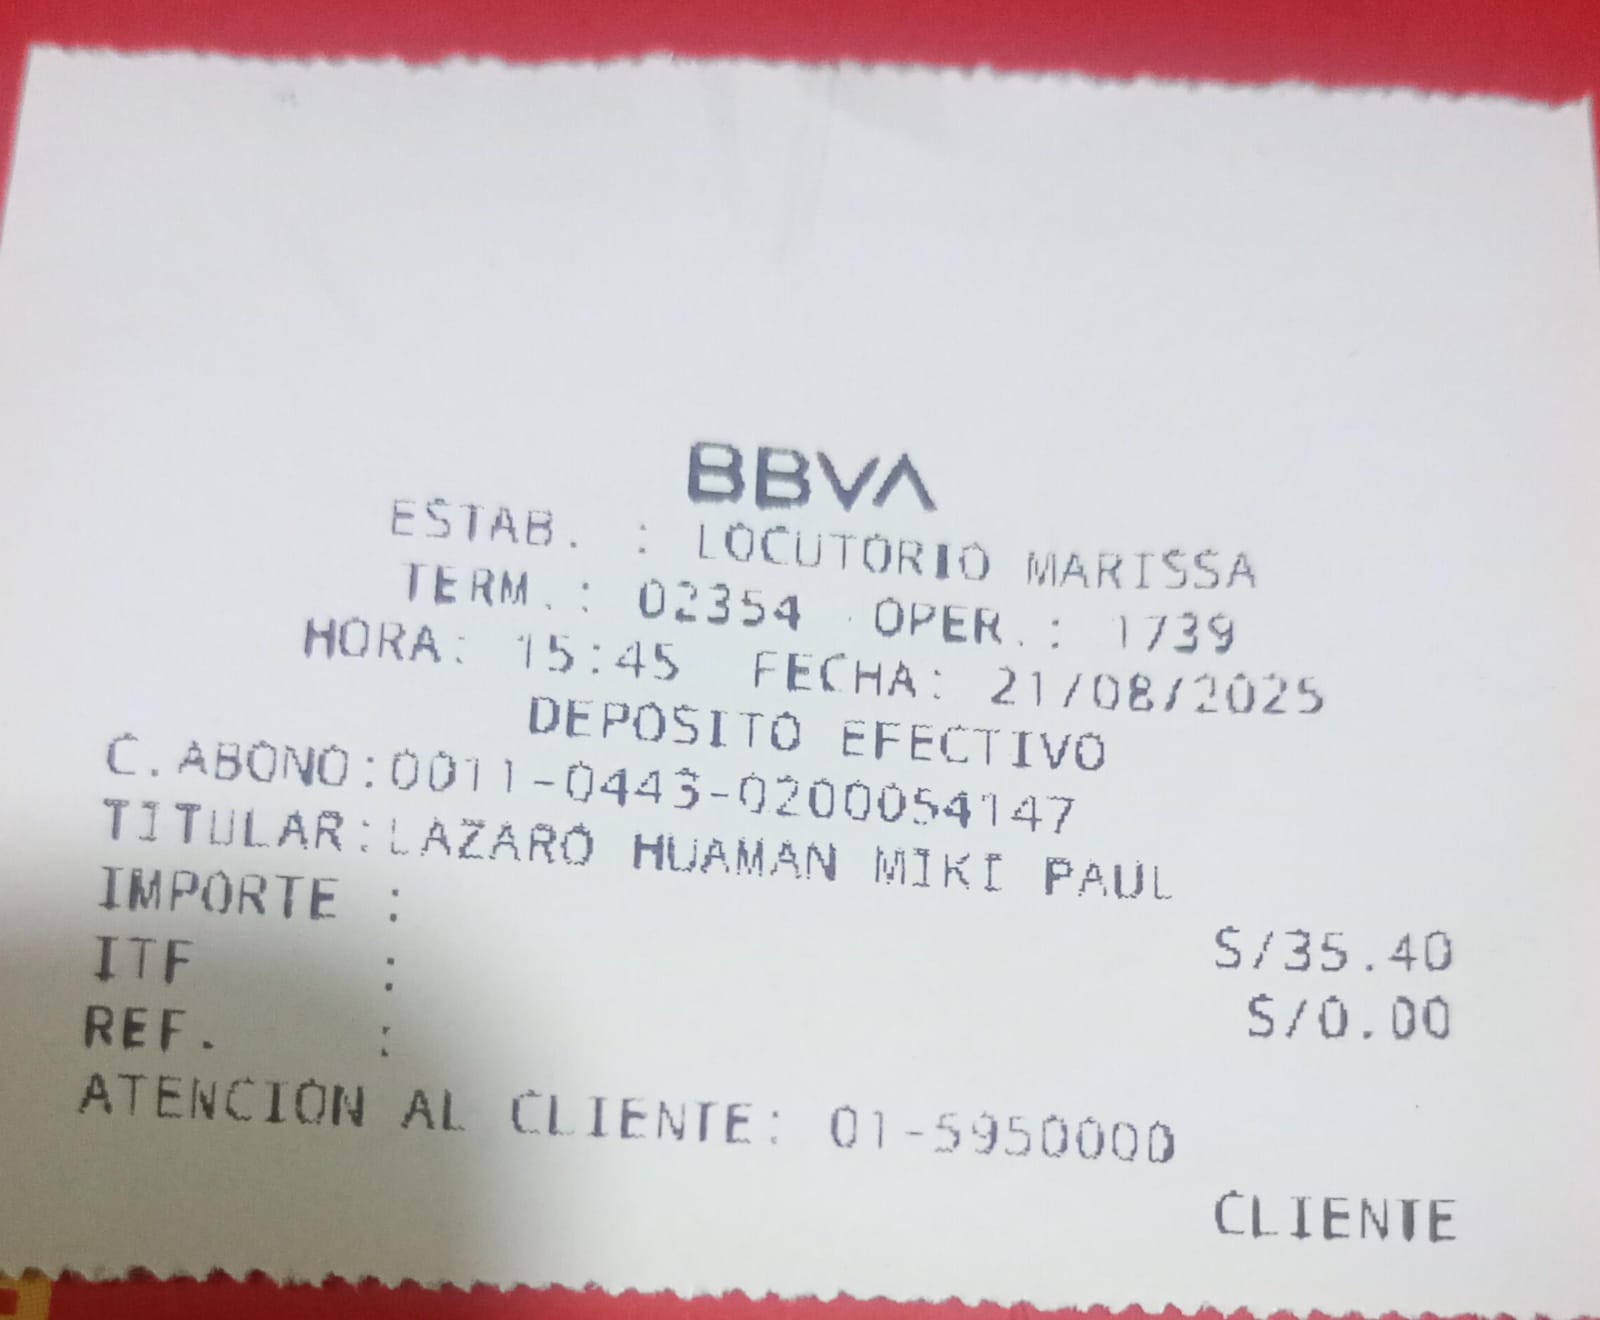 BBVA
ESTAB. : LOCUTORIO MARISSA
TERM.: 02354 OPER.: 1739
HORA: 15:45 FECHA: 21/08/2025
DEPOSITO EFECTIVO
C.ABONO:0011-0443-0200054147
TITULAR:LAZARO HUAMAN MIKI PAUL
IMPORTE : S/35.40
ITF : S/0.00
REF. :
ATENCION AL CLIENTE: 01-5950000
CLIENTE